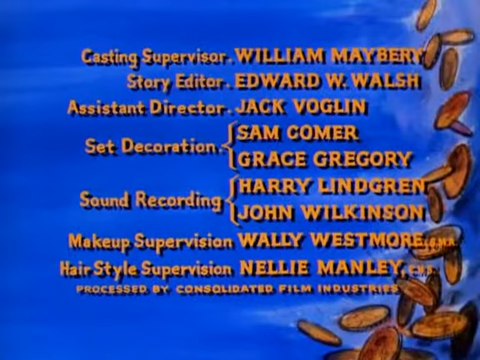 Casting Supervisor. WILLIAM MAYBERY
Story Editor. EDWARD W. WALSH
Assistant Director. JACK VOGLIN
Set Decoration. SAM COMER
GRACE GREGORY
Sound Recording HARRY LINDGREN
JOHN WILKINSON
Makeup Supervision WALLY WESTMORE, S.M.A.
Hair Style Supervision NELLIE MANLEY, C.H.S.
PROCESSED BY CONSOLIDATED FILM INDUSTRIES